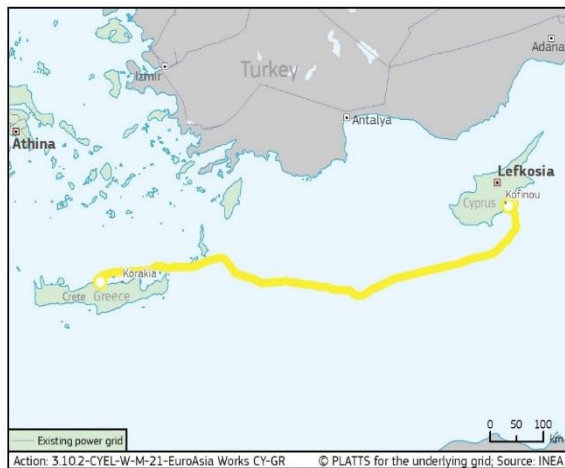 Adana
Izmir
Turkey
Antalya
Athina
Lefkosia
Kofinou
Cyprus
Korakia
Crete Greece
0 50 100
km
Existing power grid
Action: 3.10.2-CYEL-W-M-21-EuroAsia Works CY-GR © PLATTS for the underlying grid; Source: INEA